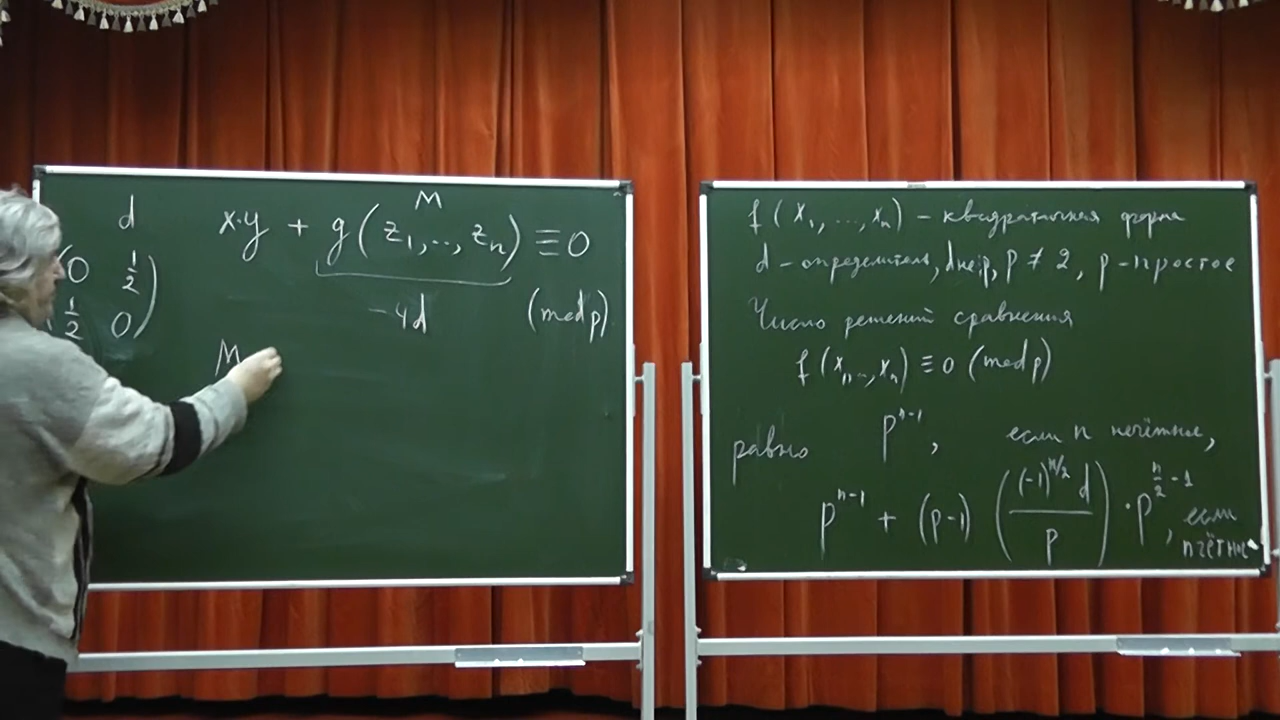 d
(0 1/2
1/2 0)
M
x·y + g(z₁,..,zₙ) ≡ 0
-4d (mod p)
M
f(x₁,...,xₙ) – квадратичная форма
d – определитель, d не⋮p, p ≠ 2, p – простое
Число решений сравнения
f(x₁,..,xₙ) ≡ 0 (mod p)
равно pⁿ⁻¹, если n нечётное,
pⁿ⁻¹ + (p-1) ((-1)^{n/2} d / p) · p^{n/2 - 1}, если
n чётное